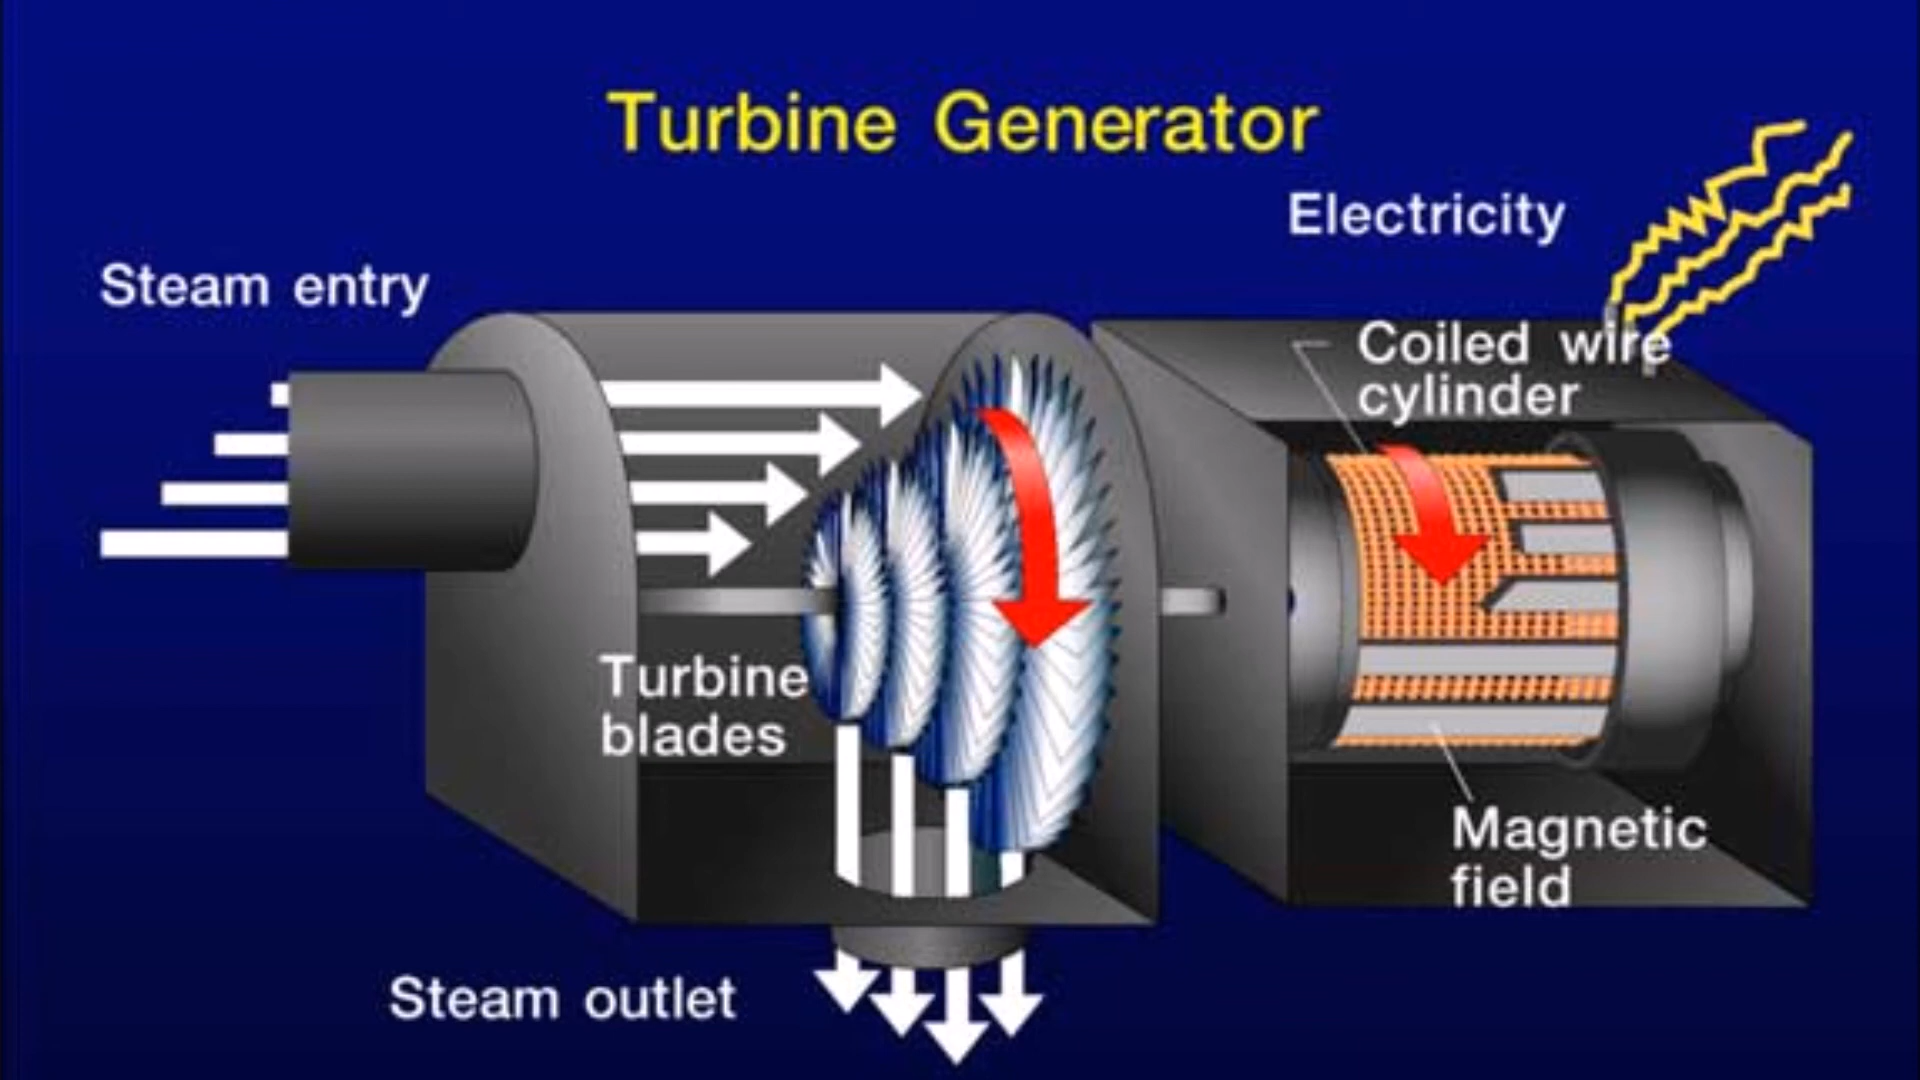 Turbine Generator
Electricity
Steam entry
Coiled wire
cylinder
Turbine
blades
Magnetic
field
Steam outlet